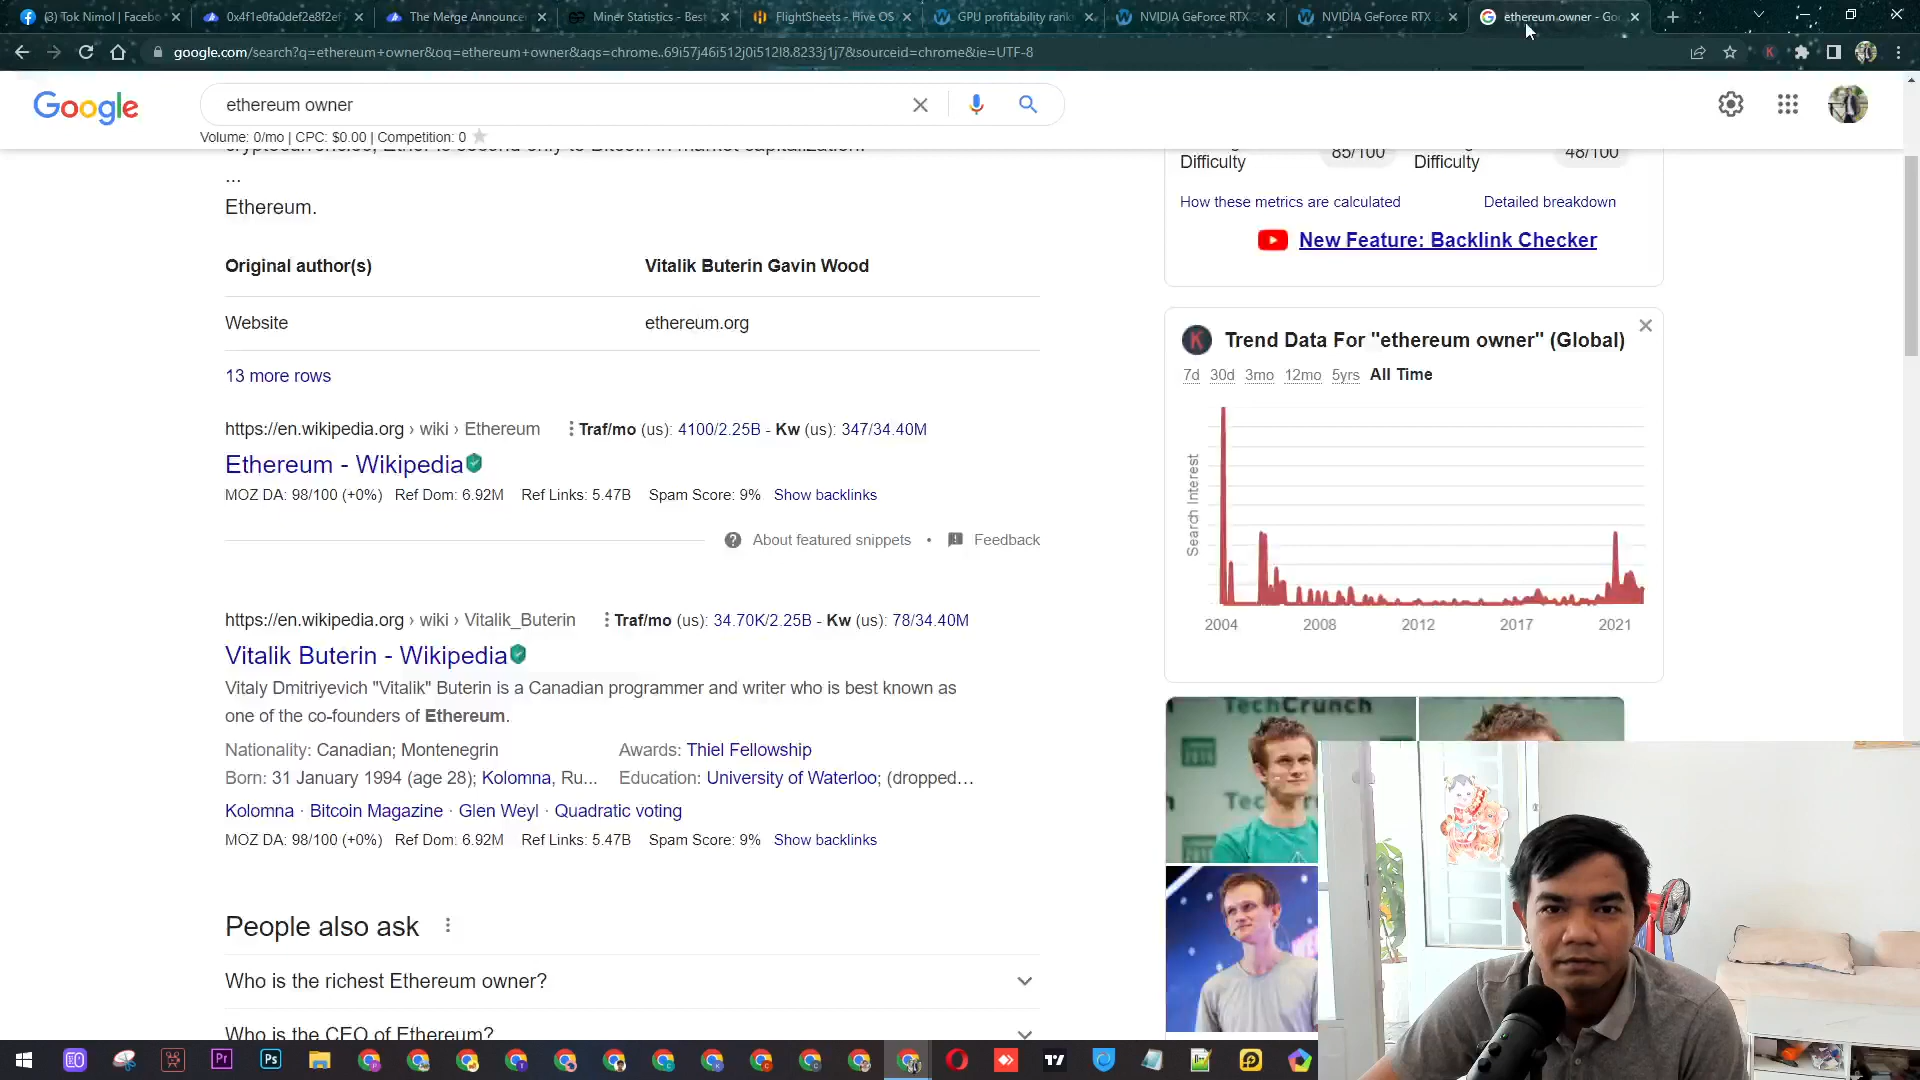 (3) Tok Nimol | Facebo
0x4f1e0fa0def2e8f2ef
The Merge Announce
Miner Statistics - Best
FlightSheets - Hive OS
GPU profitability rank
NVIDIA GeForce RTX
NVIDIA GeForce RTX
ethereum owner - Go
google.com/search?q=ethereum+owner&oq=ethereum+owner&aqs=chrome..69i57j46i512j0i512l8.8233j1j7&sourceid=chrome&ie=UTF-8
Google
ethereum owner
Volume: 0/mo | CPC: $0.00 | Competition: 0
cryptocurrencies, Ether is second only to Bitcoin in market capitalization.
...
Ethereum.
Original author(s) Vitalik Buterin Gavin Wood
Website ethereum.org
13 more rows
https://en.wikipedia.org › wiki › Ethereum Traf/mo (us): 4100/2.25B - Kw (us): 347/34.40M
Ethereum - Wikipedia
MOZ DA: 98/100 (+0%) Ref Dom: 6.92M Ref Links: 5.47B Spam Score: 9% Show backlinks
About featured snippets • Feedback
https://en.wikipedia.org › wiki › Vitalik_Buterin Traf/mo (us): 34.70K/2.25B - Kw (us): 78/34.40M
Vitalik Buterin - Wikipedia
Vitaly Dmitriyevich "Vitalik" Buterin is a Canadian programmer and writer who is best known as
one of the co-founders of Ethereum.
Nationality: Canadian; Montenegrin Awards: Thiel Fellowship
Born: 31 January 1994 (age 28); Kolomna, Ru... Education: University of Waterloo; (dropped...
Kolomna · Bitcoin Magazine · Glen Weyl · Quadratic voting
MOZ DA: 98/100 (+0%) Ref Dom: 6.92M Ref Links: 5.47B Spam Score: 9% Show backlinks
People also ask
Who is the richest Ethereum owner?
Who is the CEO of Ethereum?
Difficulty 85/100 Difficulty 48/100
How these metrics are calculated Detailed breakdown
New Feature: Backlink Checker
K Trend Data For "ethereum owner" (Global)
7d 30d 3mo 12mo 5yrs All Time
Search Interest
2004 2008 2012 2017 2021
TechCrunch
Pr Ps